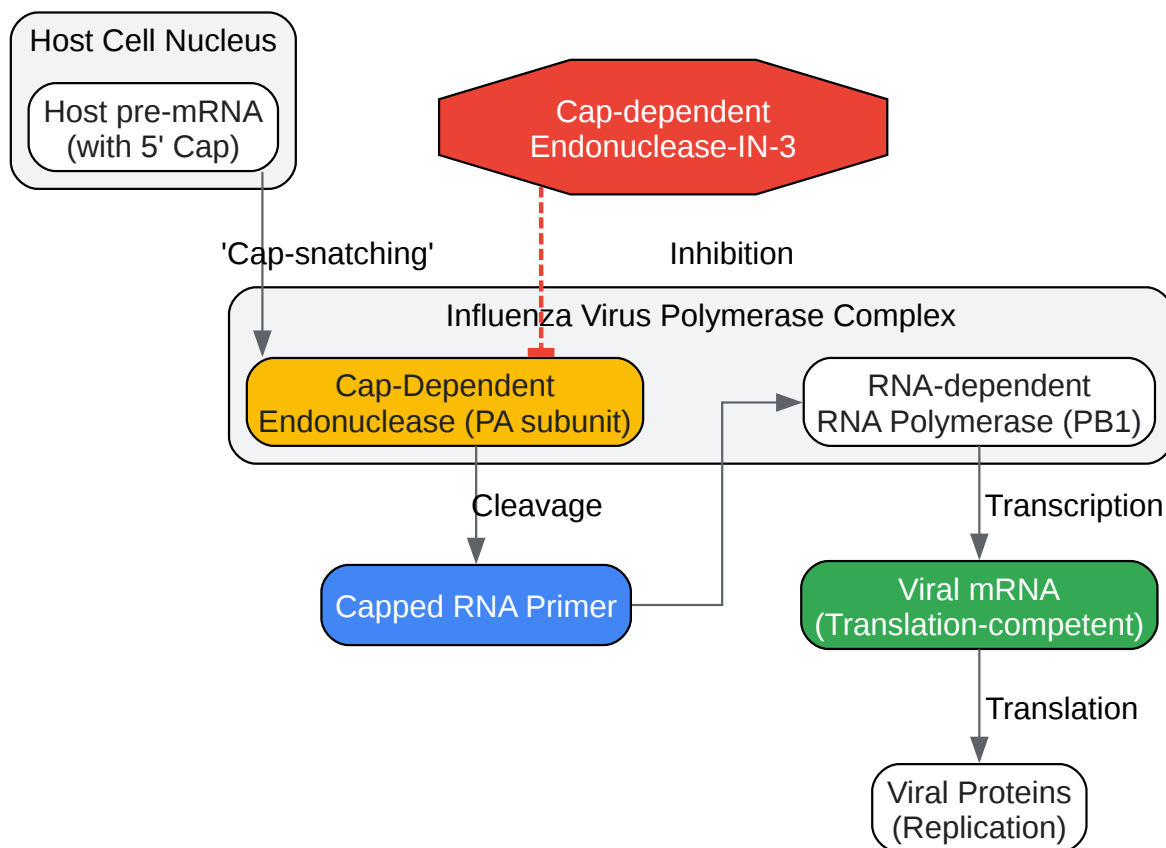 Host Cell Nucleus
Host pre-mRNA
(with 5' Cap)
Cap-dependent
Endonuclease-IN-3
'Cap-snatching'
Inhibition
Influenza Virus Polymerase Complex
Cap-Dependent
Endonuclease (PA subunit)
RNA-dependent
RNA Polymerase (PB1)
Cleavage
Transcription
Capped RNA Primer
Viral mRNA
(Translation-competent)
Translation
Viral Proteins
(Replication)